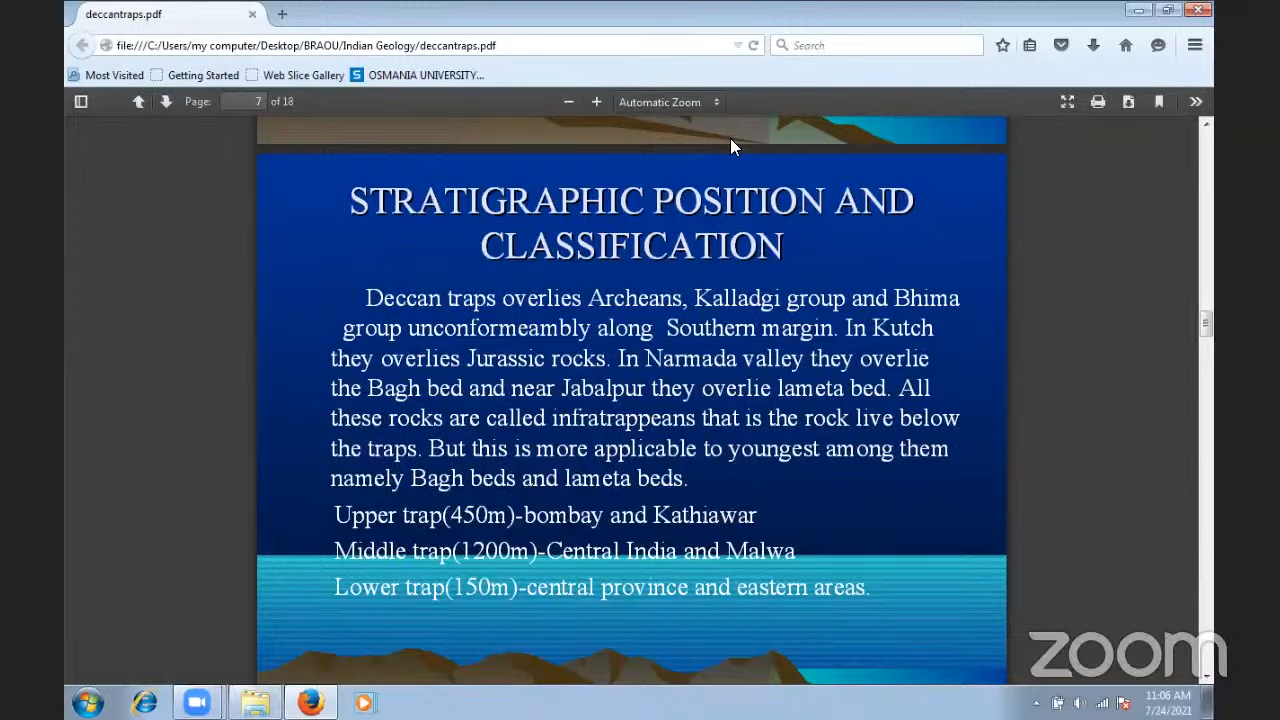 deccantraps.pdf
file:///C:/Users/my computer/Desktop/BRAOU/Indian Geology/deccantraps.pdf
Search
Most Visited Getting Started Web Slice Gallery S OSMANIA UNIVERSITY...
Page: 7 of 18
Automatic Zoom
STRATIGRAPHIC POSITION AND
CLASSIFICATION
Deccan traps overlies Archeans, Kalladgi group and Bhima
group unconformeambly along Southern margin. In Kutch
they overlies Jurassic rocks. In Narmada valley they overlie
the Bagh bed and near Jabalpur they overlie lameta bed. All
these rocks are called infratrappeans that is the rock live below
the traps. But this is more applicable to youngest among them
namely Bagh beds and lameta beds.
Upper trap(450m)-bombay and Kathiawar
Middle trap(1200m)-Central India and Malwa
Lower trap(150m)-central province and eastern areas.
zoom
11:06 AM
7/24/2021